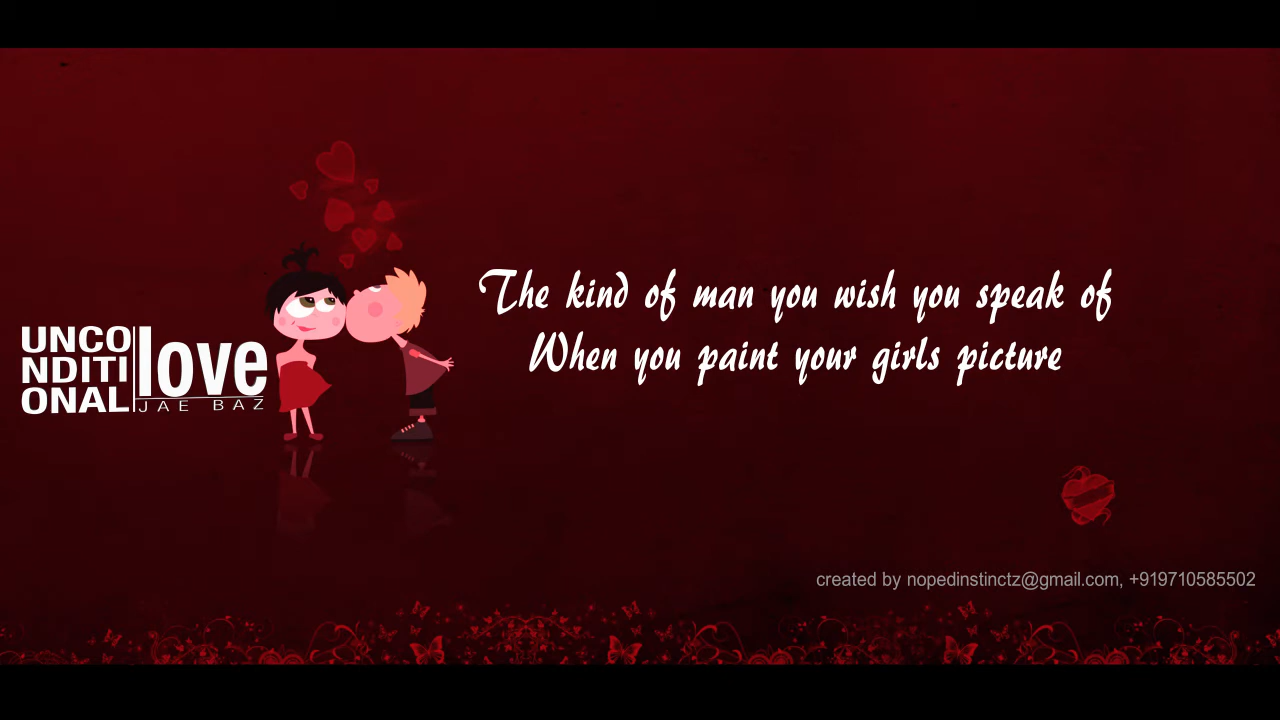 The kind of man you wish you speak of
When you paint your girls picture
UNCO
NDITI
ONAL
love
JAE BAZ
created by nopedinstinctz@gmail.com, +919710585502